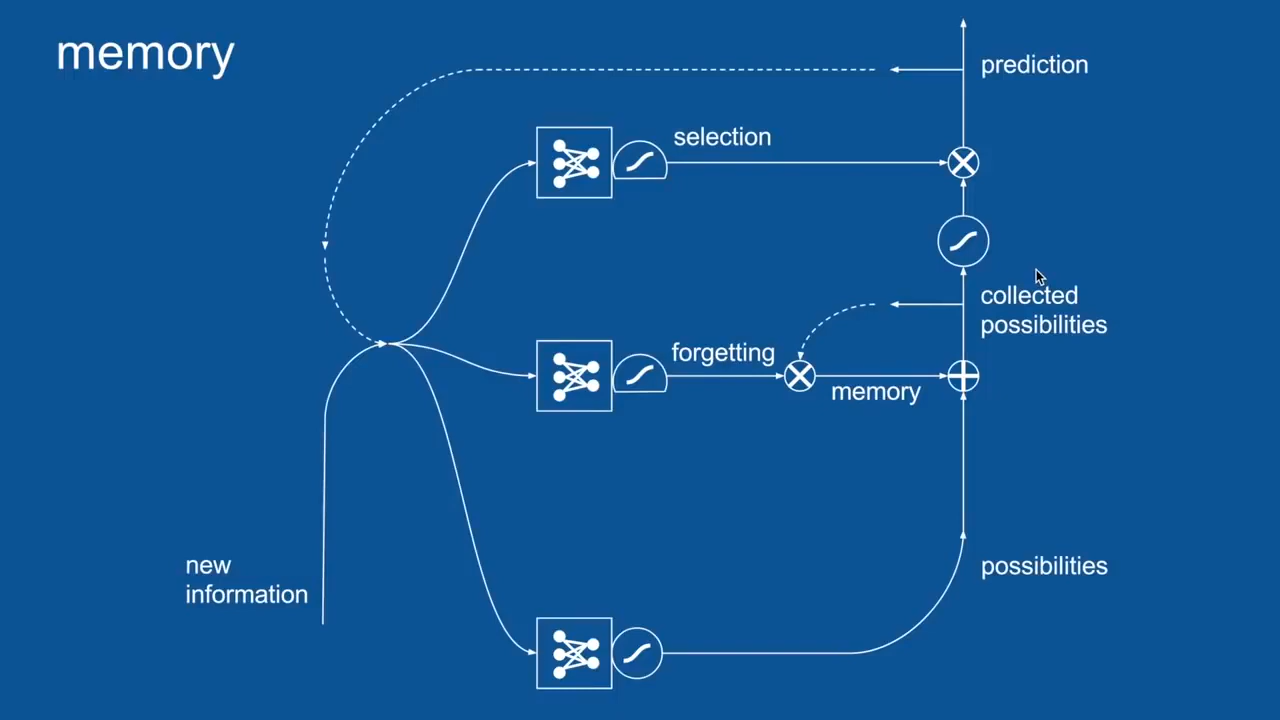 memory
prediction
selection
collected
possibilities
forgetting
memory
new
information
possibilities